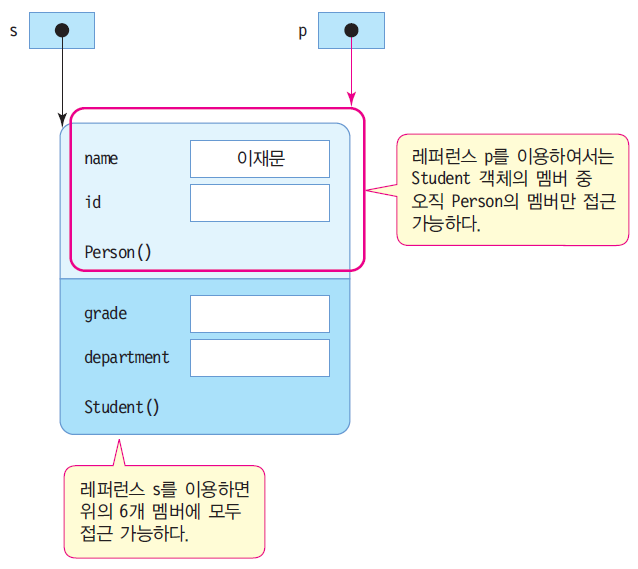 s
p
name
이재문
id
Person()
grade
department
Student()
레퍼런스 p를 이용하여서는
Student 객체의 멤버 중
오직 Person의 멤버만 접근
가능하다.
레퍼런스 s를 이용하면
위의 6개 멤버에 모두
접근 가능하다.